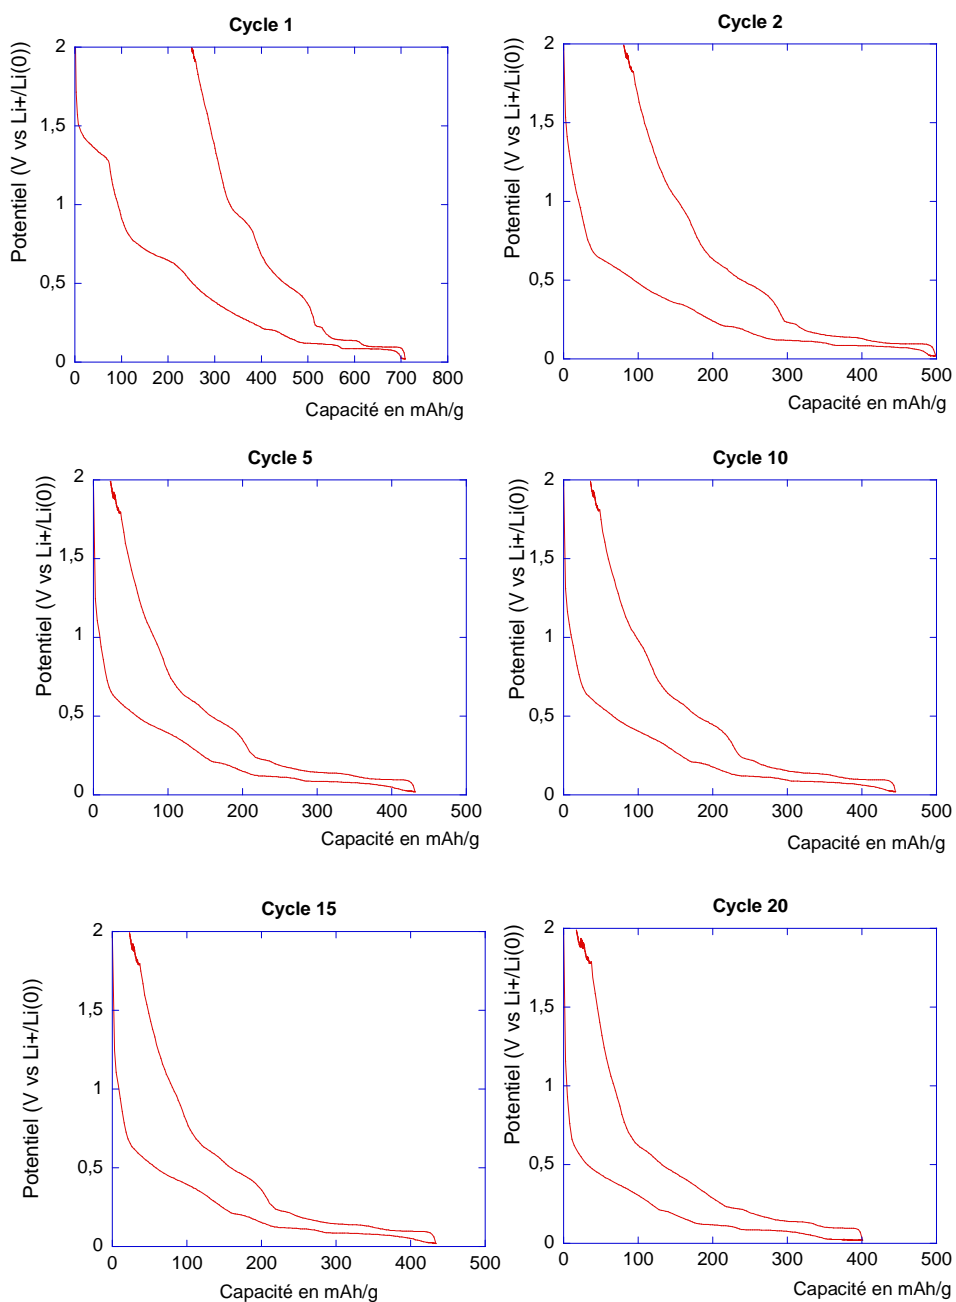 Cycle 1
Potentiel (V vs Li+/Li(0))
2
1,5
1
0,5
0
0 100 200 300 400 500 600 700 800
Capacité en mAh/g
Cycle 2
Potentiel (V vs Li+/Li(0))
2
1,5
1
0,5
0
0 100 200 300 400 500
Capacité en mAh/g
Cycle 5
Potentiel (V vs Li+/Li(0))
2
1,5
1
0,5
0
0 100 200 300 400 500
Capacité en mAh/g
Cycle 10
Potentiel (V vs Li+/Li(0))
2
1,5
1
0,5
0
0 100 200 300 400 500
Capacité en mAh/g
Cycle 15
Potentiel (V vs Li+/Li(0))
2
1,5
1
0,5
0
0 100 200 300 400 500
Capacité en mAh/g
Cycle 20
Potentiel (V vs Li+/Li(0))
2
1,5
1
0,5
0
0 100 200 300 400 500
Capacité en mAh/g